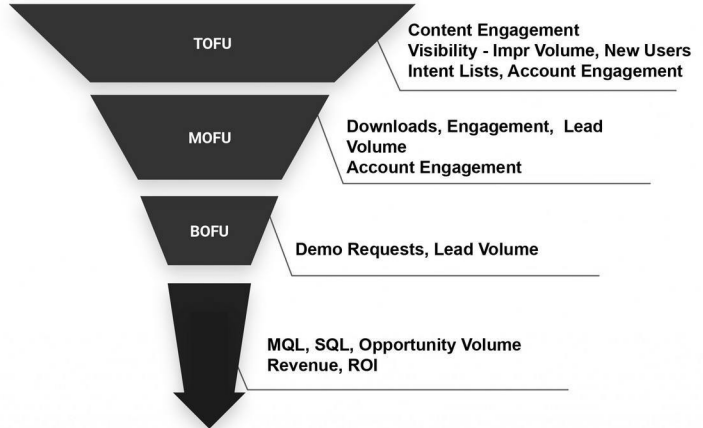 TOFU
Content Engagement
Visibility - Impr Volume, New Users
Intent Lists, Account Engagement
MOFU
Downloads, Engagement, Lead
Volume
Account Engagement
BOFU
Demo Requests, Lead Volume
MQL, SQL, Opportunity Volume
Revenue, ROI